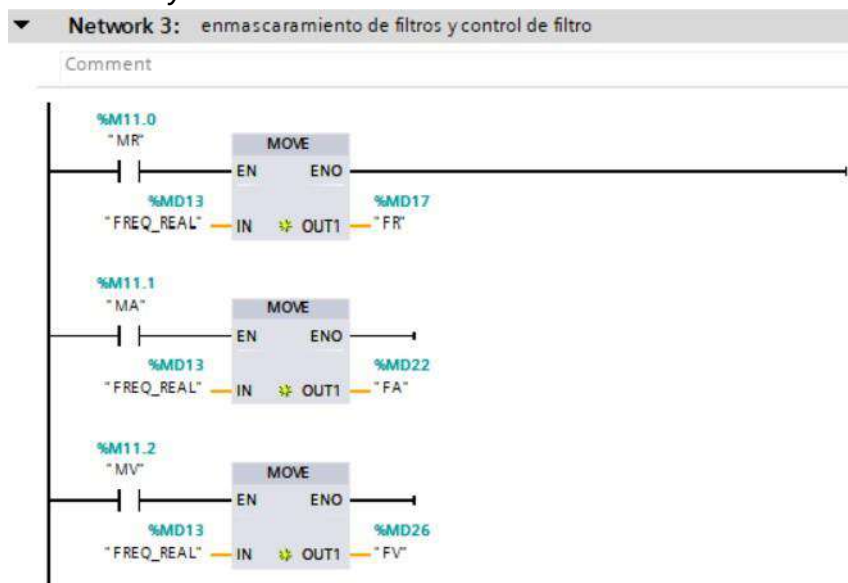 Network 3: enmascaramiento de filtros y control de filtro
Comment
%M11.0
"MR"
MOVE
EN ENO
%MD13 %MD17
"FREQ_REAL" IN OUT1 "FR"
%M11.1
"MA"
MOVE
EN ENO
%MD13 %MD22
"FREQ_REAL" IN OUT1 "FA"
%M11.2
"MV"
MOVE
EN ENO
%MD13 %MD26
"FREQ_REAL" IN OUT1 "FV"